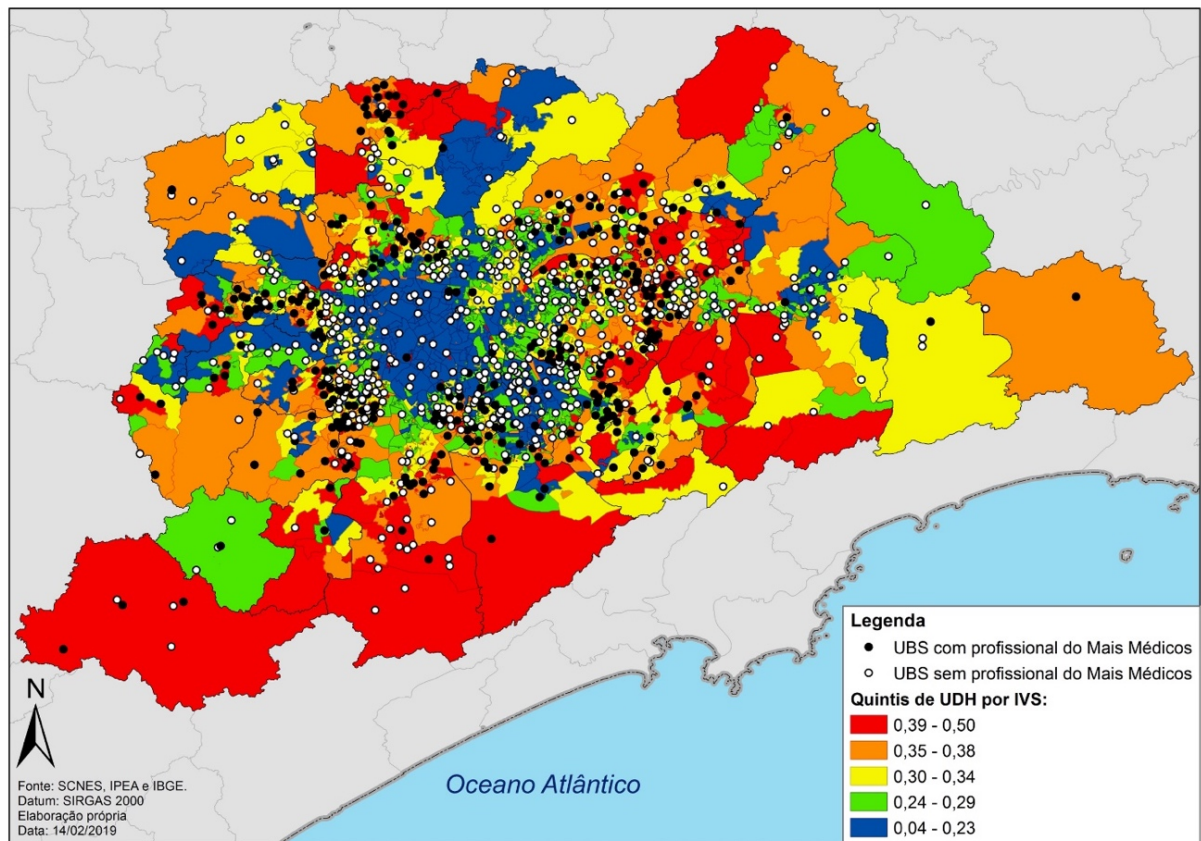 Legenda
UBS com profissional do Mais Médicos
UBS sem profissional do Mais Médicos
Quintis de UDH por IVS:
0,39 - 0,50
0,35 - 0,38
0,30 - 0,34
0,24 - 0,29
0,04 - 0,23
N
Fonte: SCNES, IPEA e IBGE.
Datum: SIRGAS 2000
Elaboração própria
Data: 14/02/2019
Oceano Atlântico